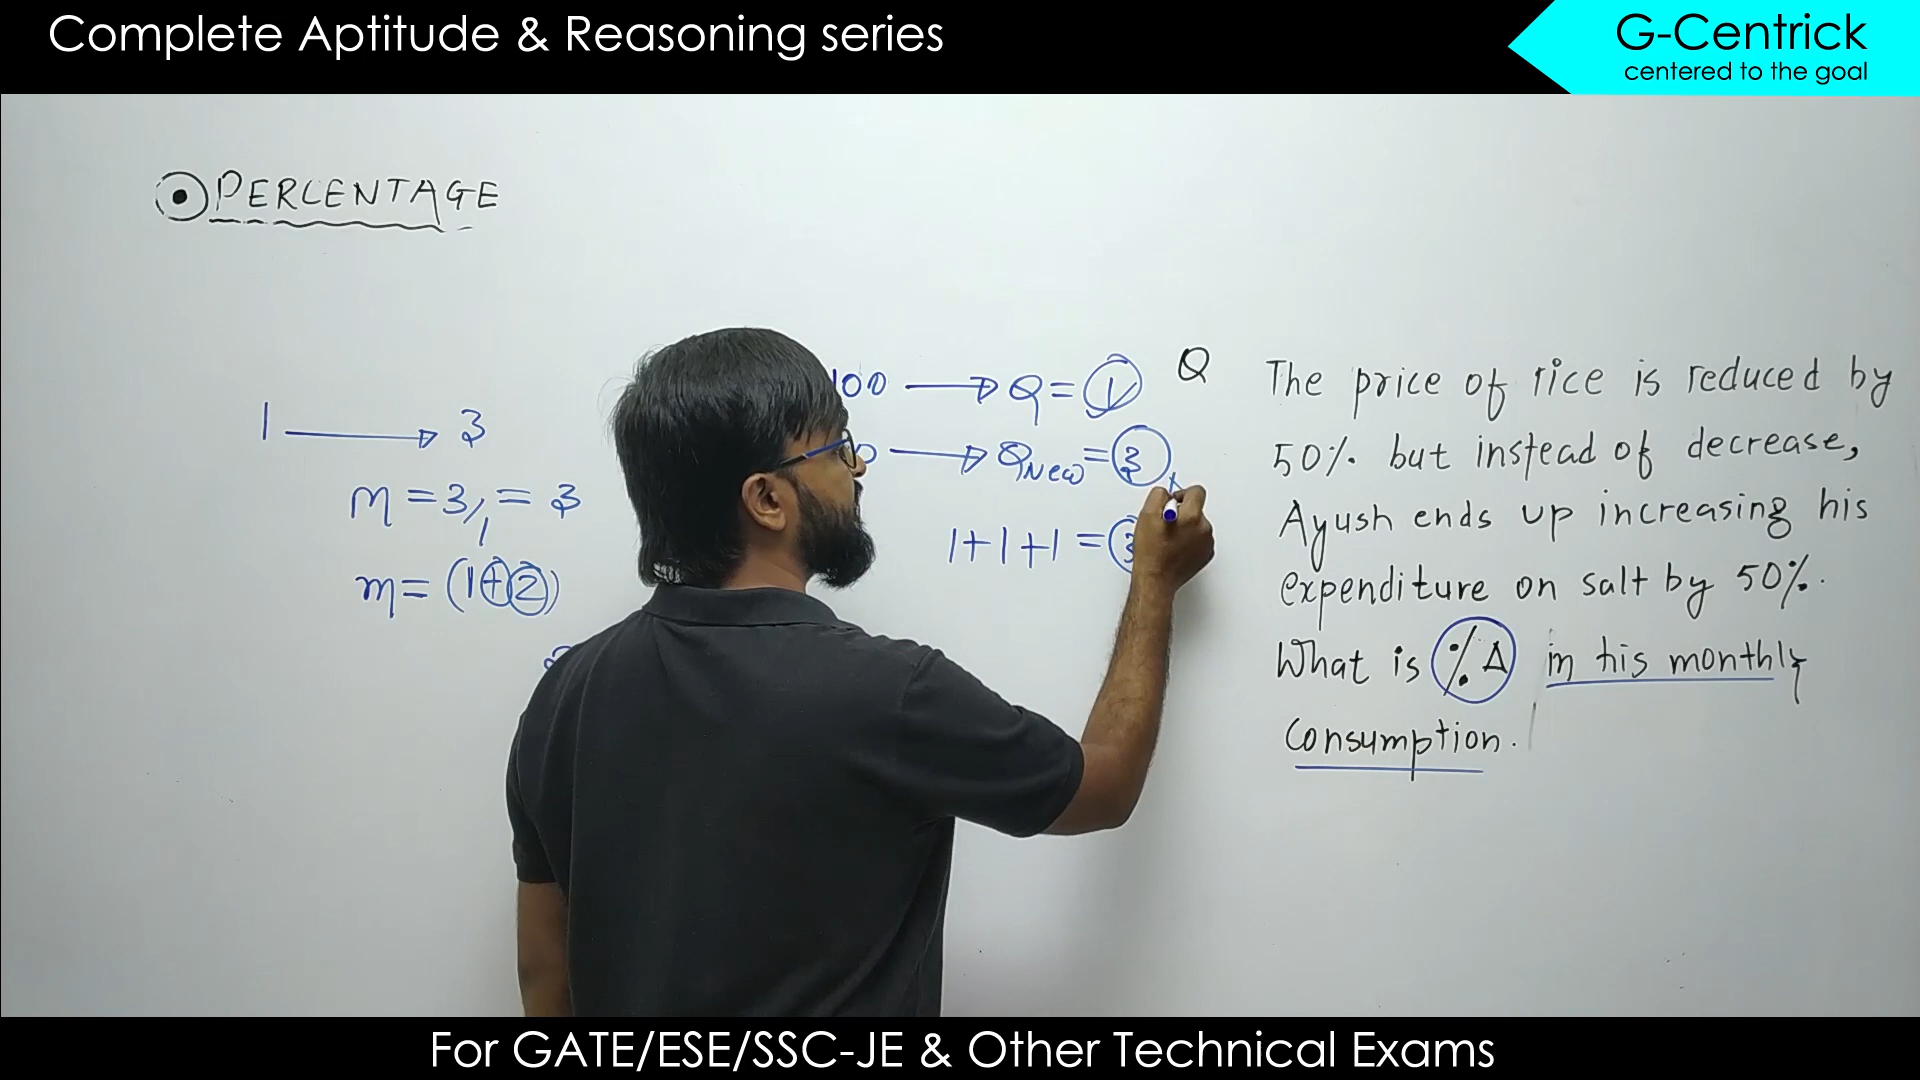 Complete Aptitude & Reasoning series
G-Centrick
centered to the goal
PERCENTAGE
1 → 3
m = 3/1 = 3
m = (1+2)
100 → Q = 1
→ QNew = 3
1+1+1 = 3
Q
The price of rice is reduced by
50% but instead of decrease,
Ayush ends up increasing his
expenditure on salt by 50%.
What is %Δ in his monthly
Consumption.
For GATE/ESE/SSC-JE & Other Technical Exams